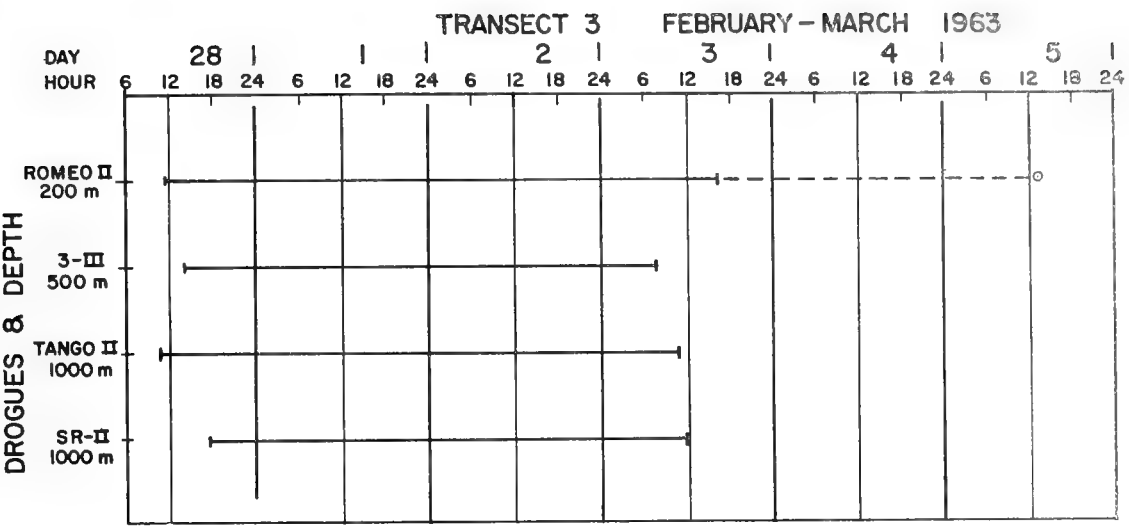 TRANSECT 3 FEBRUARY – MARCH 1963
DAY 28 | 1 | 2 | 3 | 4 | 5 |
HOUR 6 12 18 24 6 12 18 24 6 12 18 24 6 12 18 24 6 12 18 24 6 12 18 24
ROMEO II
200 m
3-III
500 m
TANGO II
1000 m
SR-II
1000 m
DROGUES & DEPTH